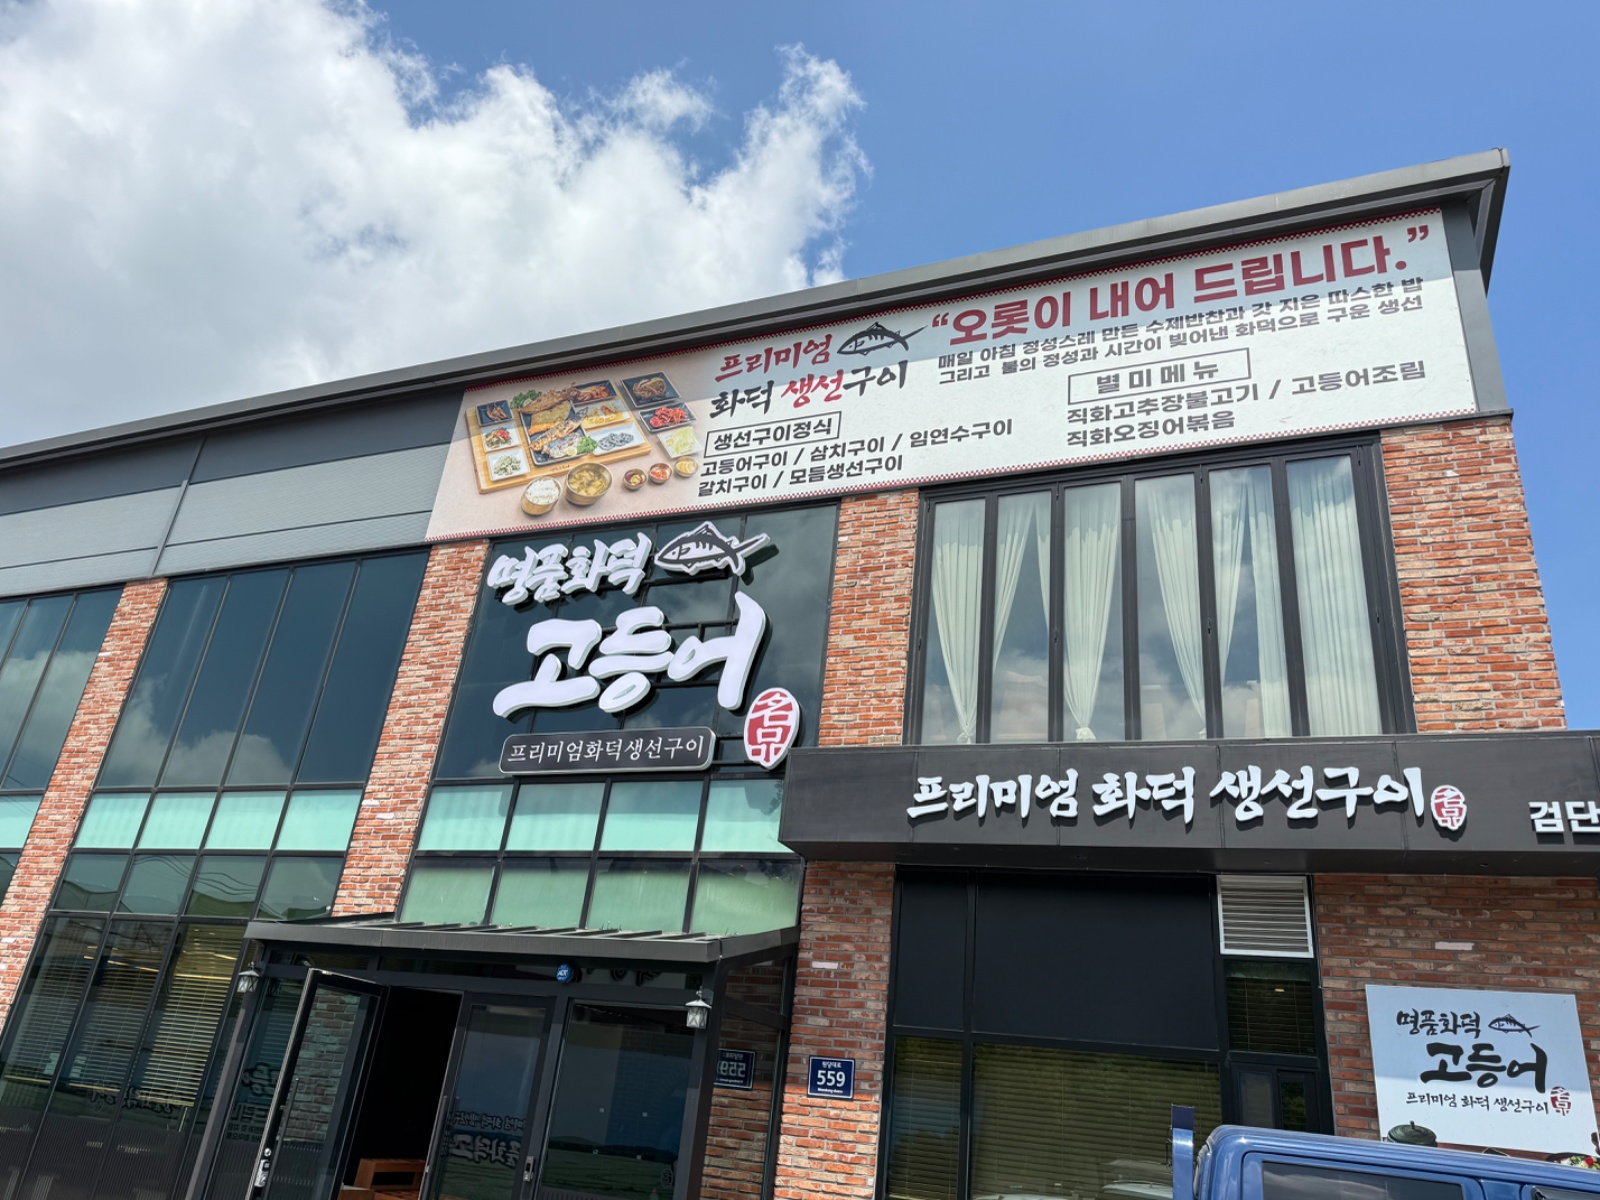 "오롯이 내어 드립니다."
매일 아침 정성스레 만든 수제반찬과 갓 지은 따스한 밥
그리고 불의 정성과 시간이 빚어낸 화덕으로 구운 생선
프리미엄
화덕 생선구이
생선구이정식
고등어구이 / 삼치구이 / 임연수구이
갈치구이 / 모듬생선구이
별미메뉴
직화고추장불고기 / 고등어조림
직화오징어볶음
명품화덕
고등어
名品
프리미엄화덕생선구이
프리미엄 화덕 생선구이
名品
검단
559
명품화덕
고등어
프리미엄 화덕 생선구이
名品